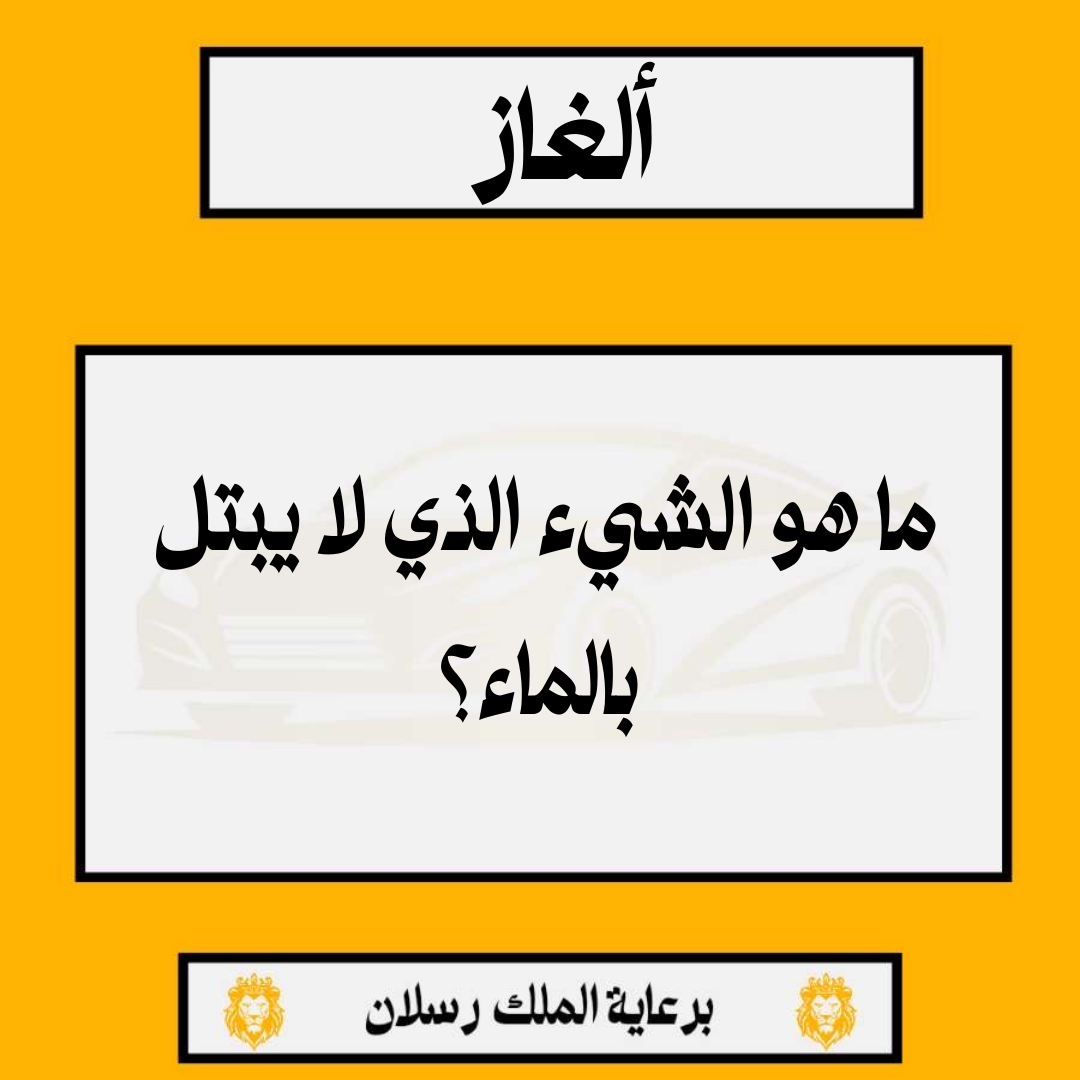 ألغاز
ما هو الشيء الذي لا يبتل
بالماء؟
برعاية الملك رسلان